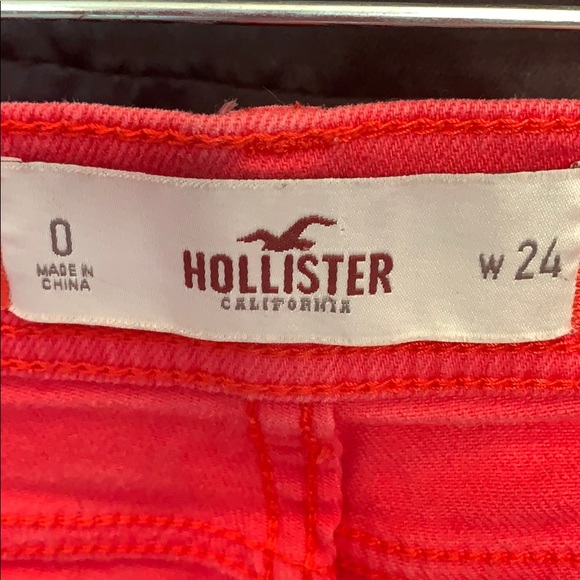 0
MADE IN
CHINA
HOLLISTER
CALIFORNIA
W 24